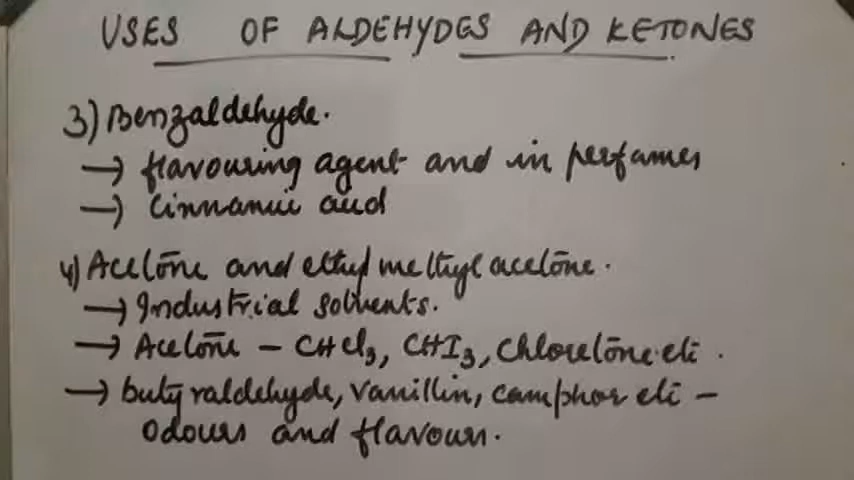 USES OF ALDEHYDES AND KETONES
3) Benzaldehyde.
→ flavouring agent and in perfumes
→ Cinnamic acid
4) Acetone and ethyl methyl acetone.
→ Industrial solvents.
→ Acetone – CHCl₃, CHI₃, Chloretone etc.
→ butyraldehyde, Vanillin, camphor etc –
Odours and flavours.